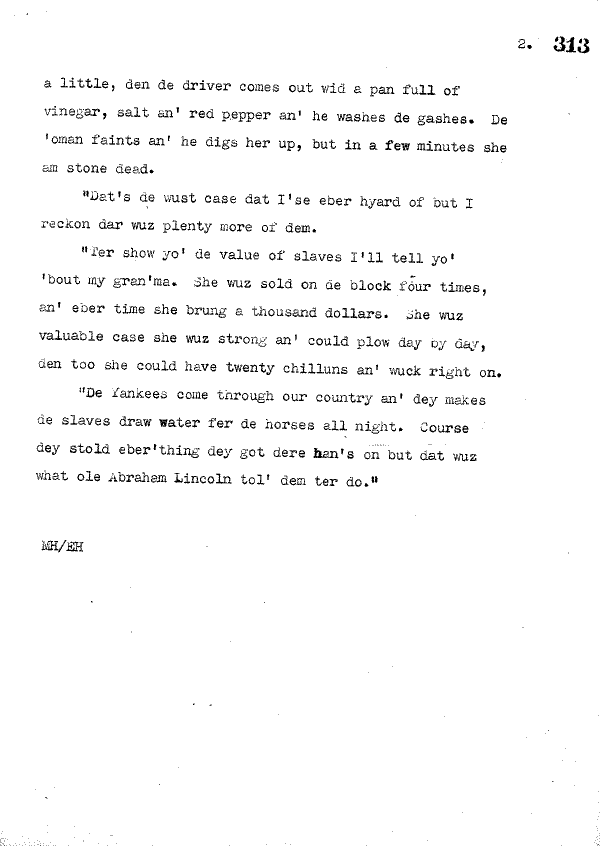 2. 313
a little, den de driver comes out wid a pan full of
vinegar, salt an' red pepper an' he washes de gashes. De
'oman faints an' he digs her up, but in a few minutes she
am stone dead.
"Dat's de wust case dat I'se eber hyard of but I
reckon dar wuz plenty more of dem.
"Ter show yo' de value of slaves I'll tell yo'
'bout my gran'ma. She wuz sold on de block four times,
an' eber time she brung a thousand dollars. She wuz
valuable case she wuz strong an' could plow day by day,
den too she could have twenty chilluns an' wuck right on.
"De Yankees come through our country an' dey makes
de slaves draw water fer de horses all night. Course
dey stold eber'thing dey got dere han's on but dat wuz
what ole Abraham Lincoln tol' dem ter do."
MH/EH